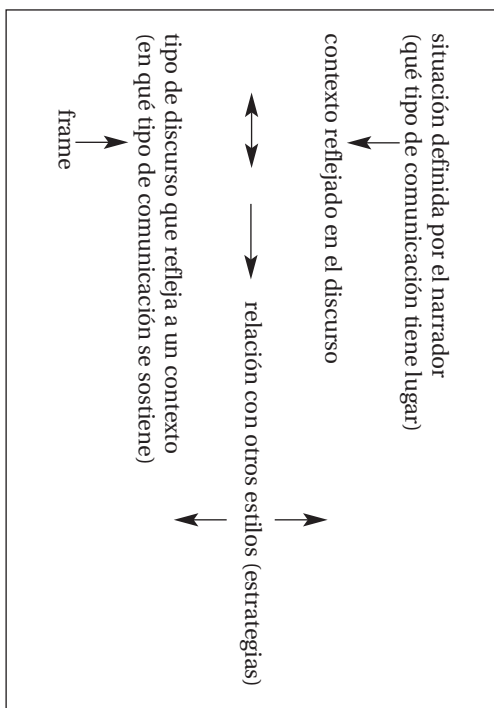 situación definida por el narrador
(qué tipo de comunicación tiene lugar)
contexto reflejado en el discurso
relación con otros estilos (estrategias)
tipo de discurso que refleja a un contexto
(en qué tipo de comunicación se sostiene)
frame